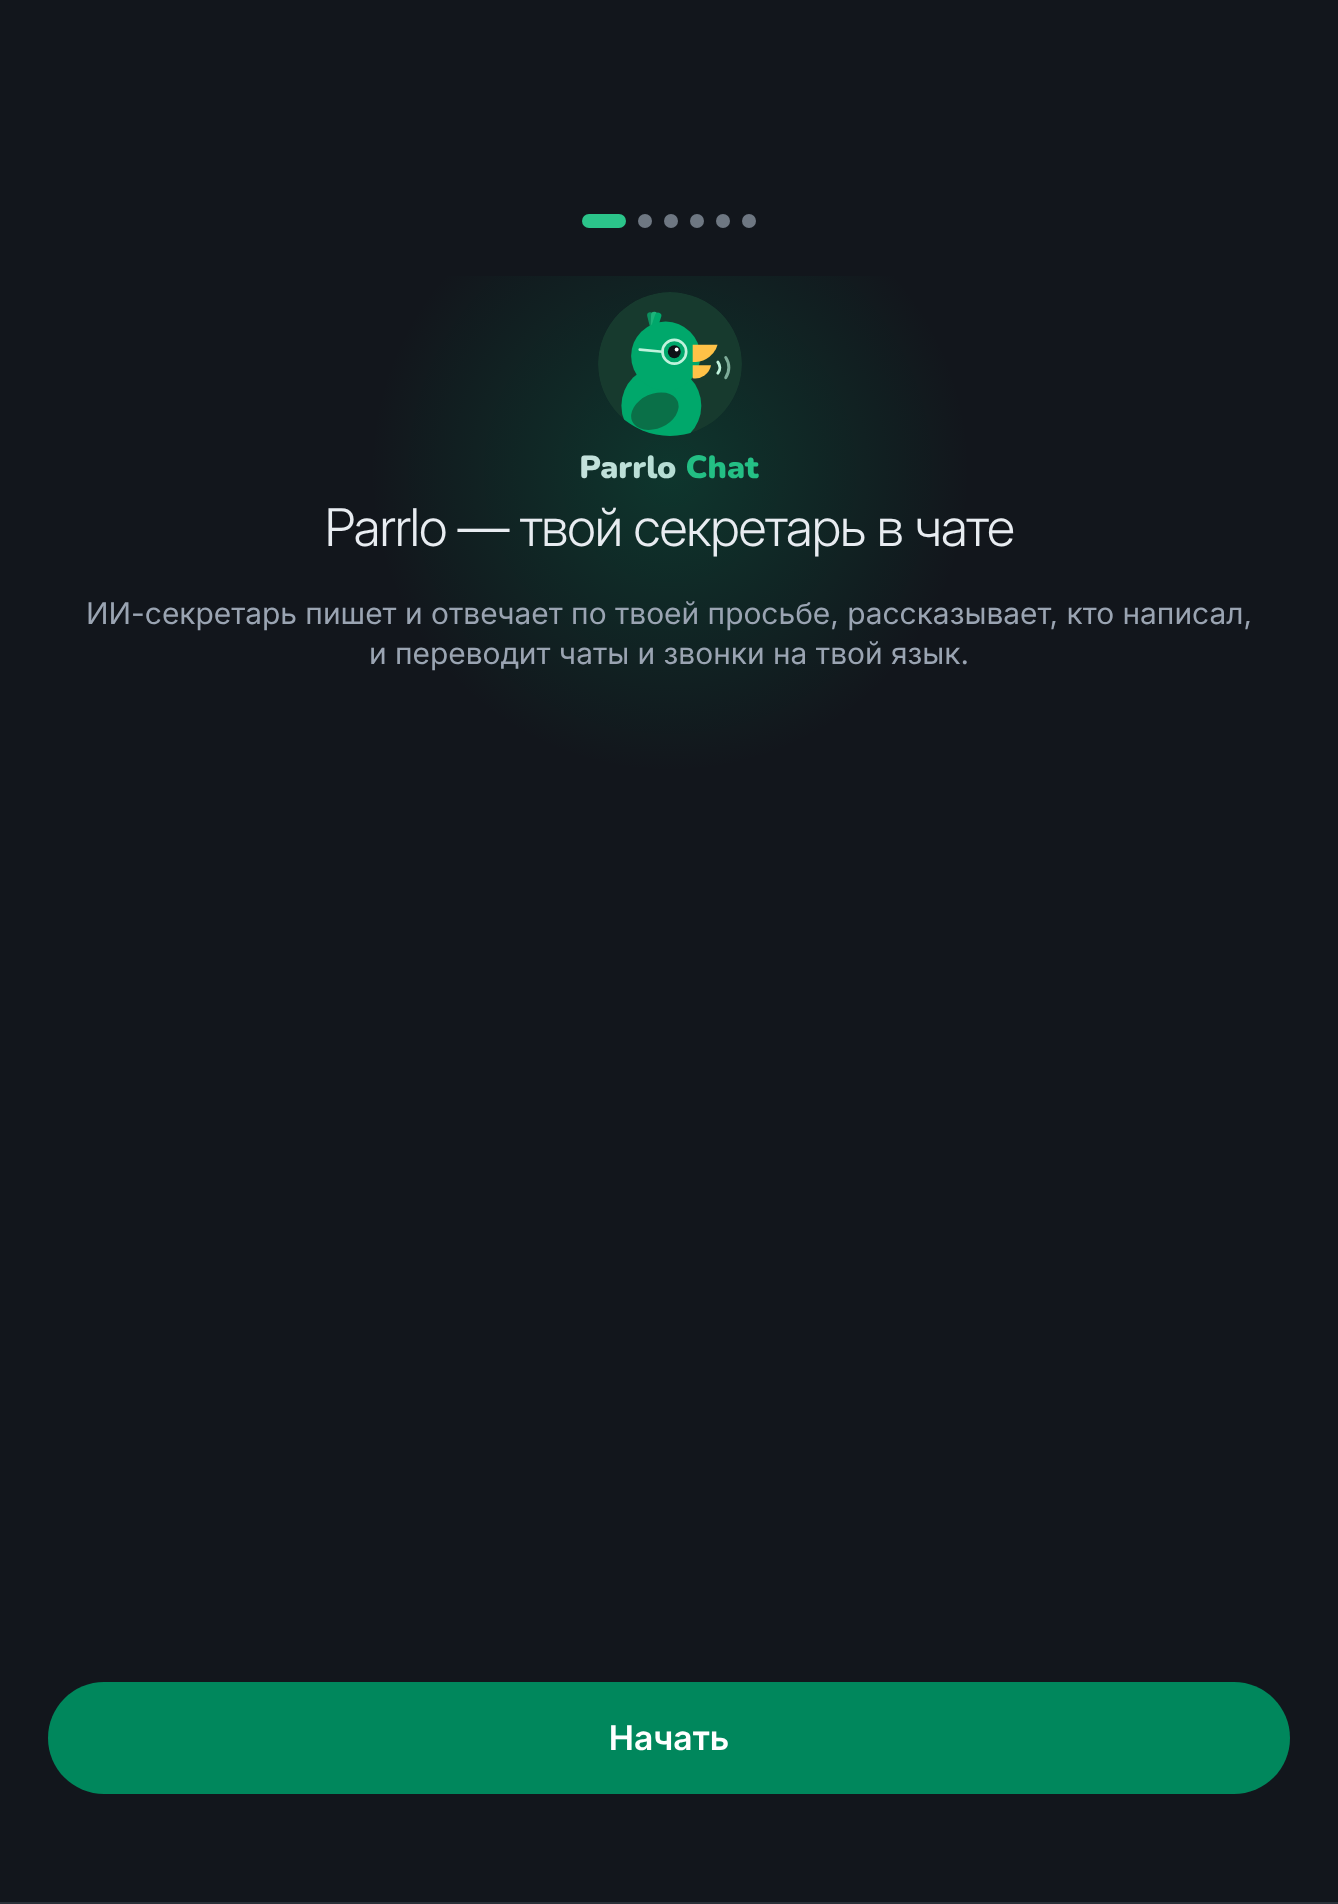 Parrlo Chat
Parrlo — твой секретарь в чате
ИИ-секретарь пишет и отвечает по твоей просьбе, рассказывает, кто написал,
и переводит чаты и звонки на твой язык.
Начать